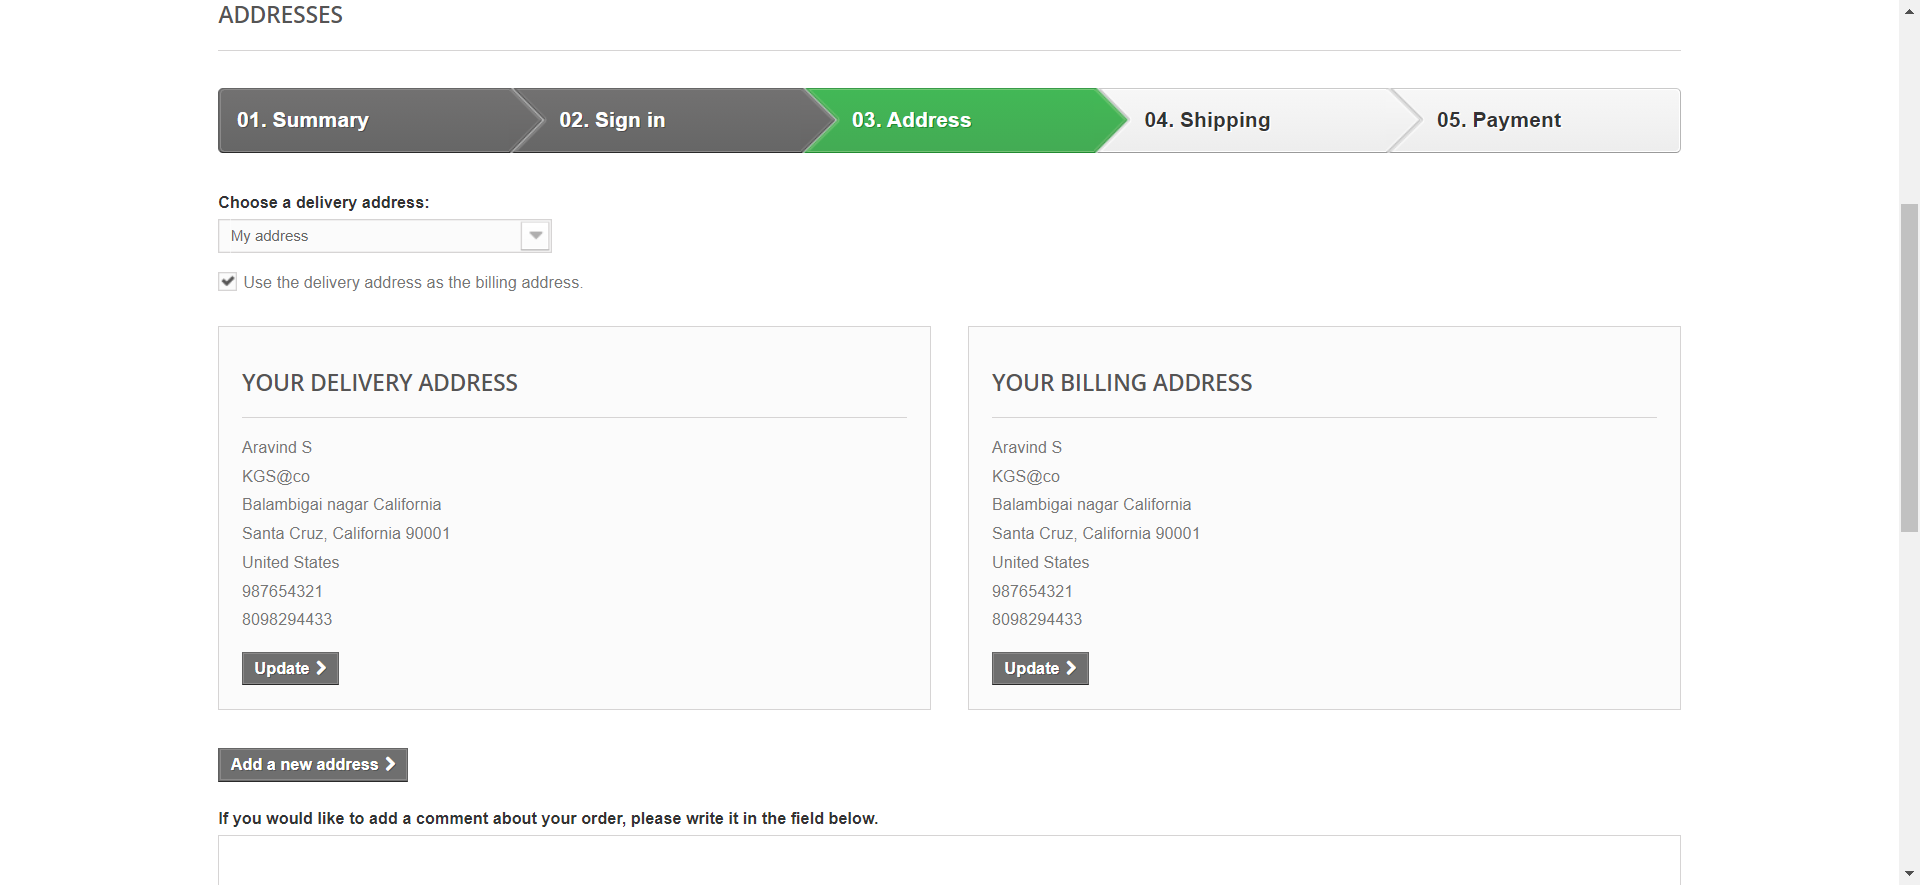 ADDRESSES
01. Summary
02. Sign in
03. Address
04. Shipping
05. Payment
Choose a delivery address:
My address
Use the delivery address as the billing address.
YOUR DELIVERY ADDRESS
Aravind S
KGS@co
Balambigai nagar California
Santa Cruz, California 90001
United States
987654321
8098294433
Update
YOUR BILLING ADDRESS
Aravind S
KGS@co
Balambigai nagar California
Santa Cruz, California 90001
United States
987654321
8098294433
Update
Add a new address
If you would like to add a comment about your order, please write it in the field below.